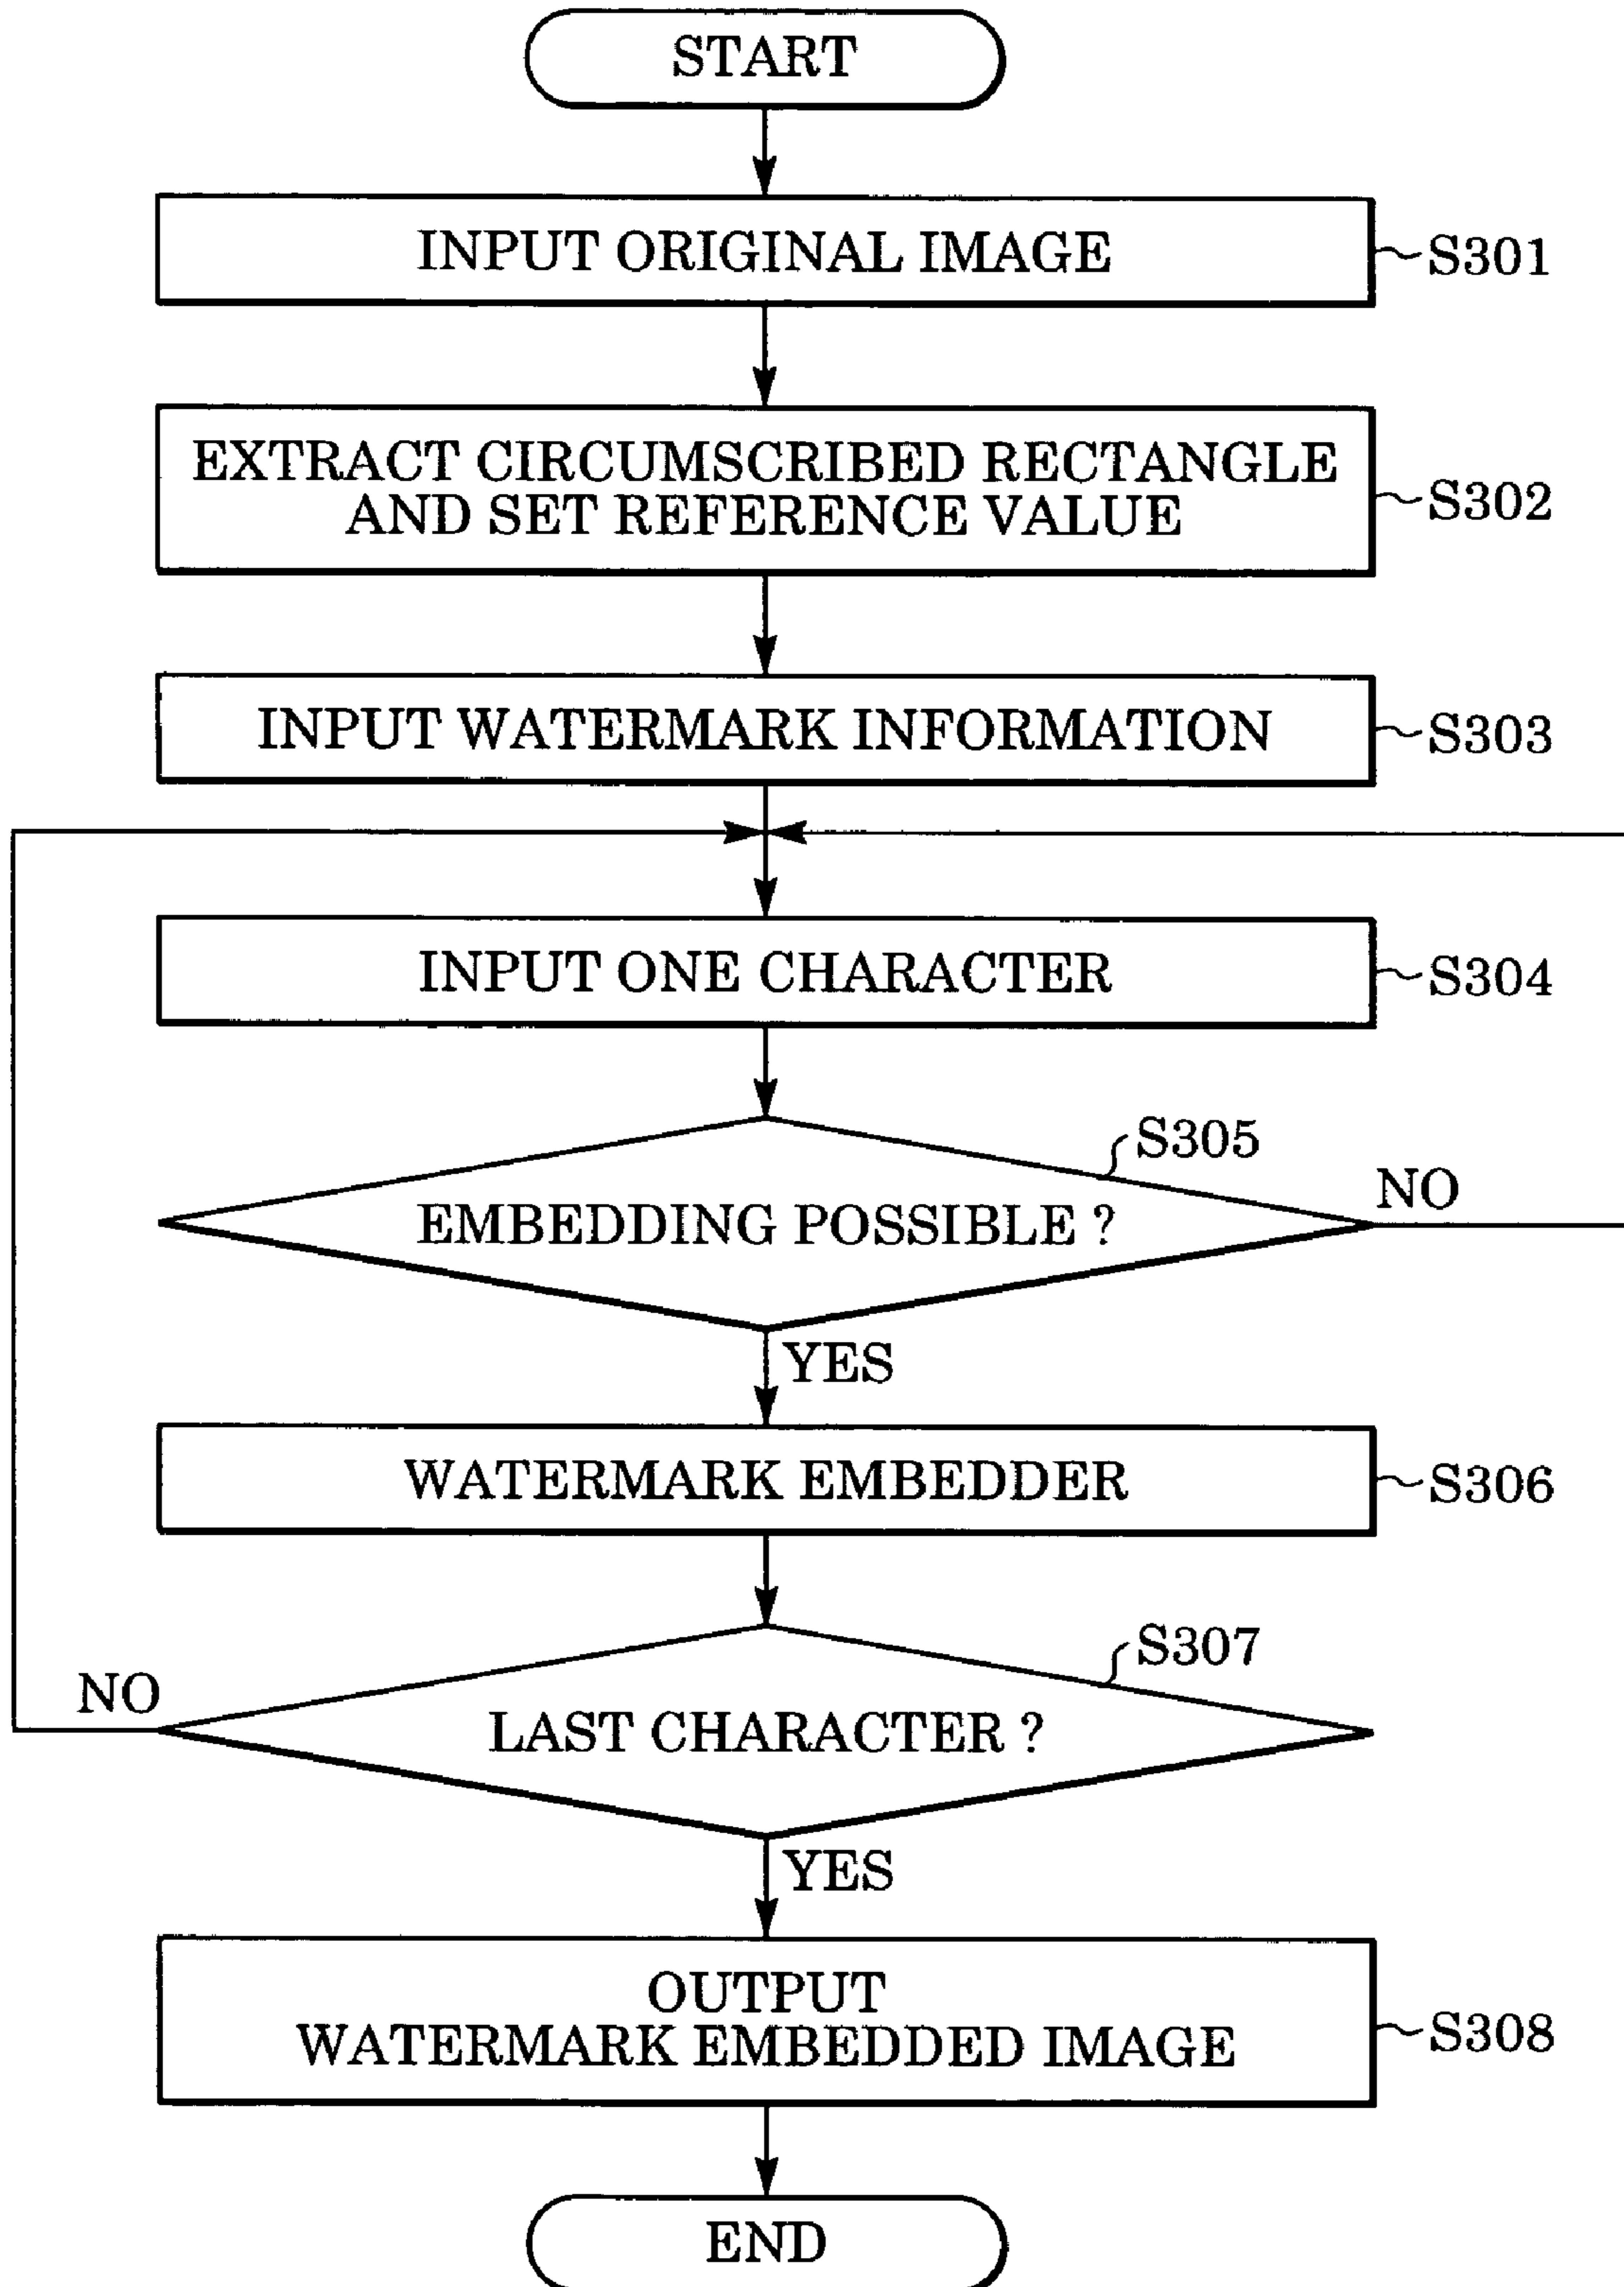 START
INPUT ORIGINAL IMAGE
S301
EXTRACT CIRCUMSCRIBED RECTANGLE
AND SET REFERENCE VALUE
S302
INPUT WATERMARK INFORMATION
S303
INPUT ONE CHARACTER
S304
S305
EMBEDDING POSSIBLE ?
NO
YES
WATERMARK EMBEDDER
S306
S307
NO
LAST CHARACTER ?
YES
OUTPUT
WATERMARK EMBEDDED IMAGE
S308
END